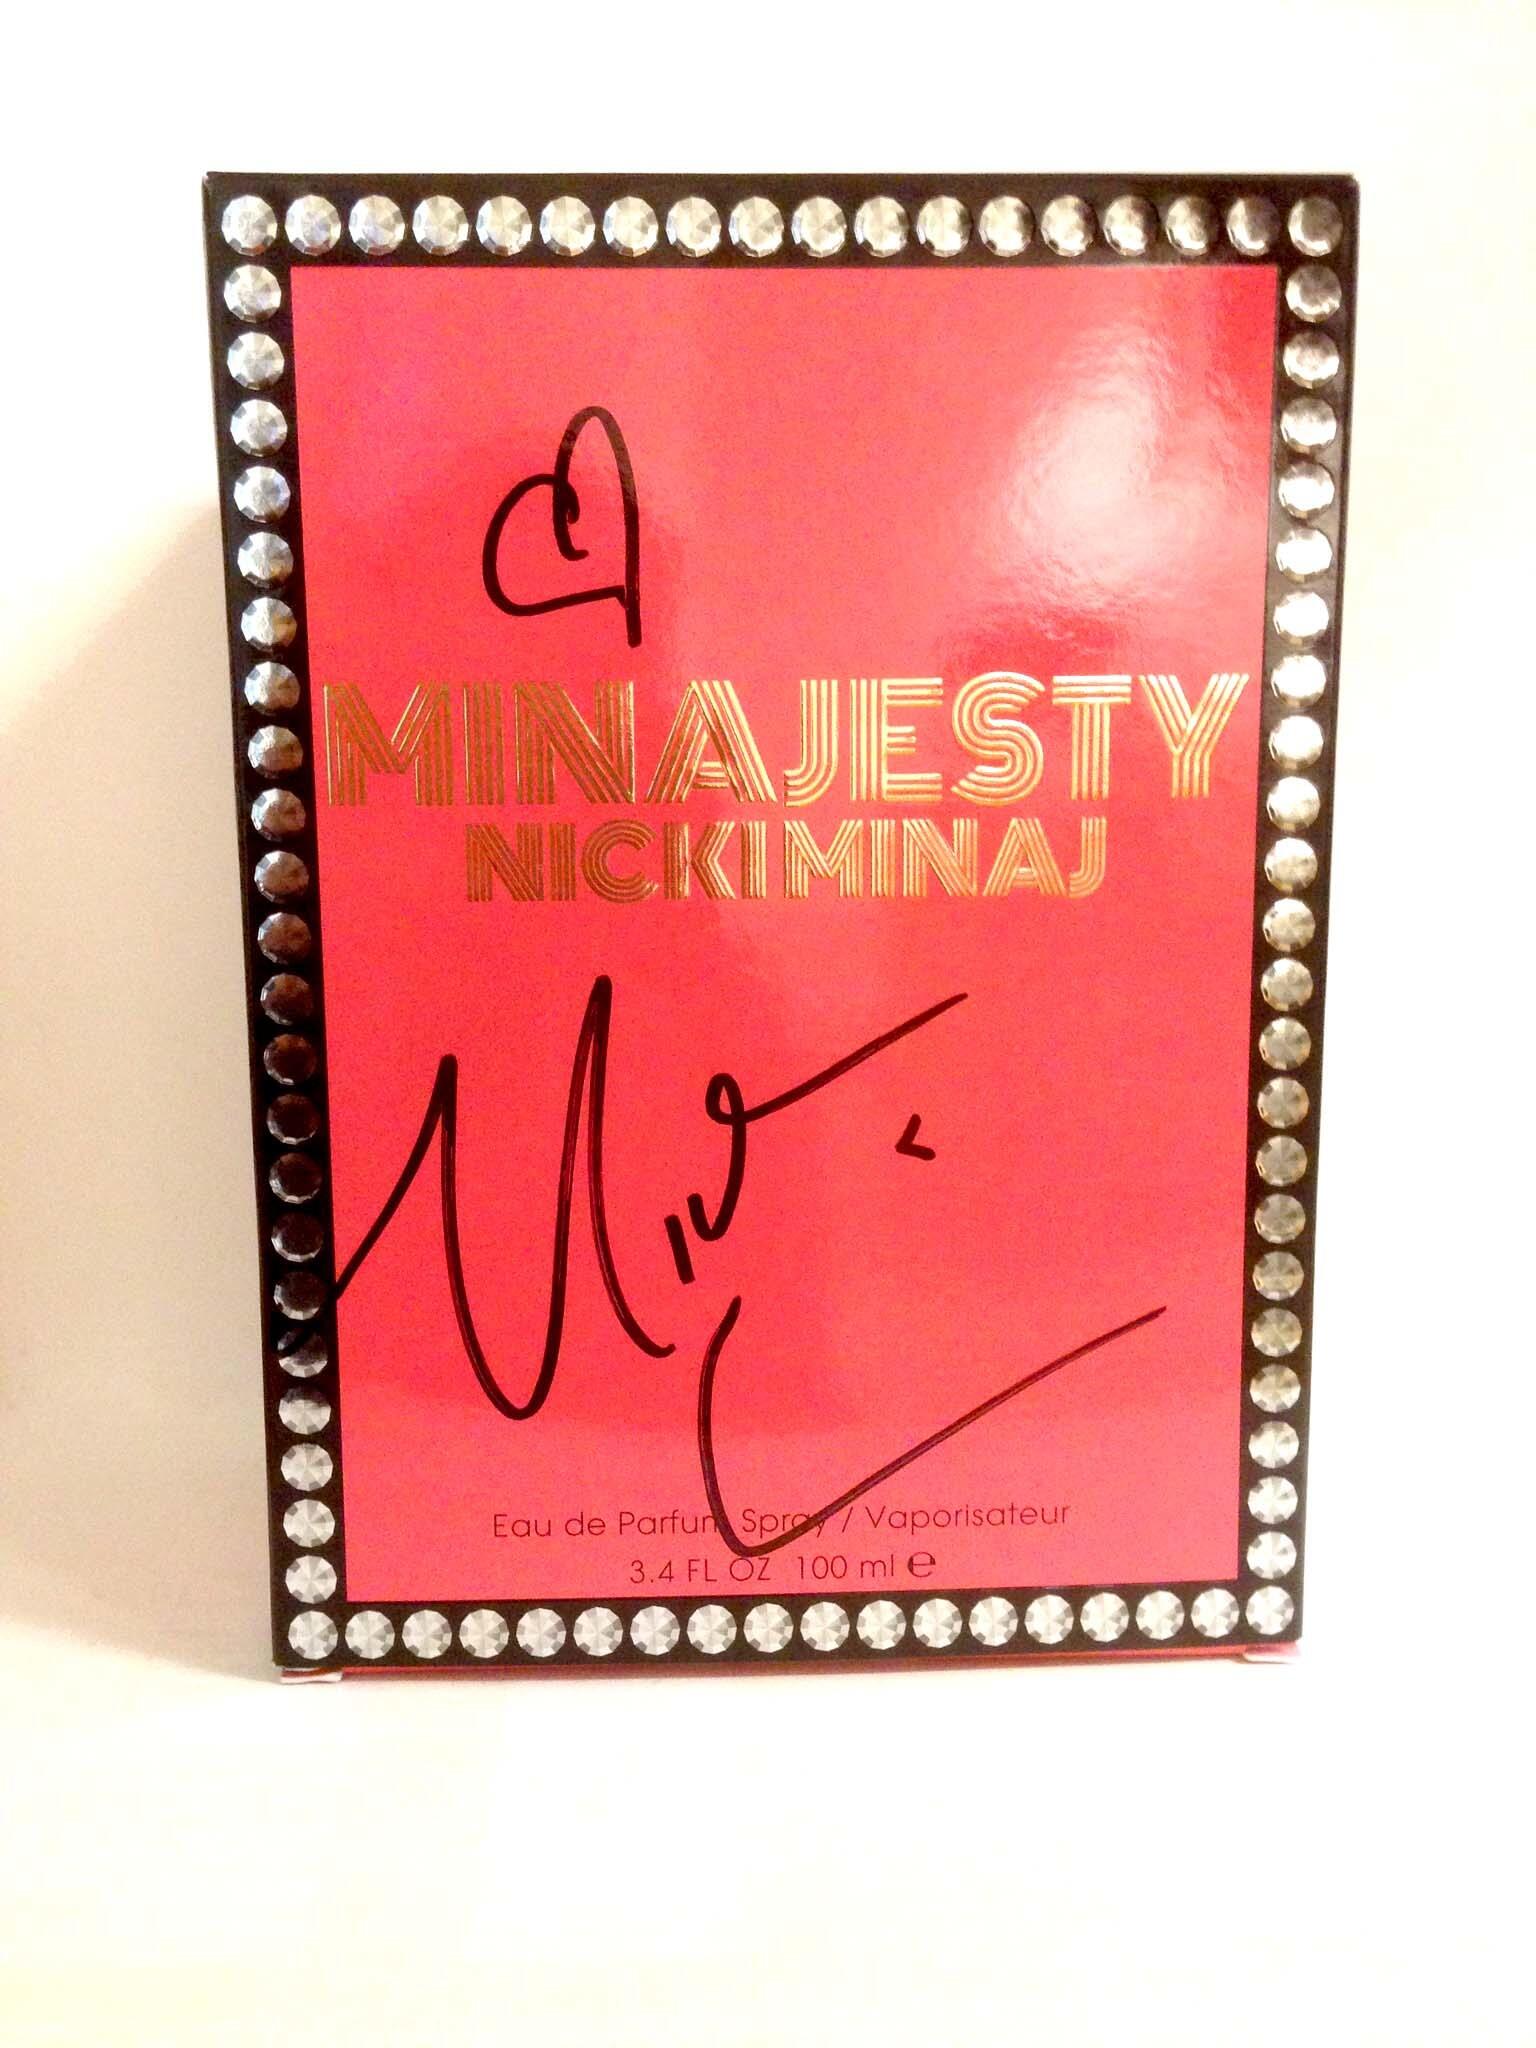 MINAJESTY
NICKI MINAJ
Eau de Parfum Spray / Vaporisateur
3.4 FL OZ 100 ml ℮